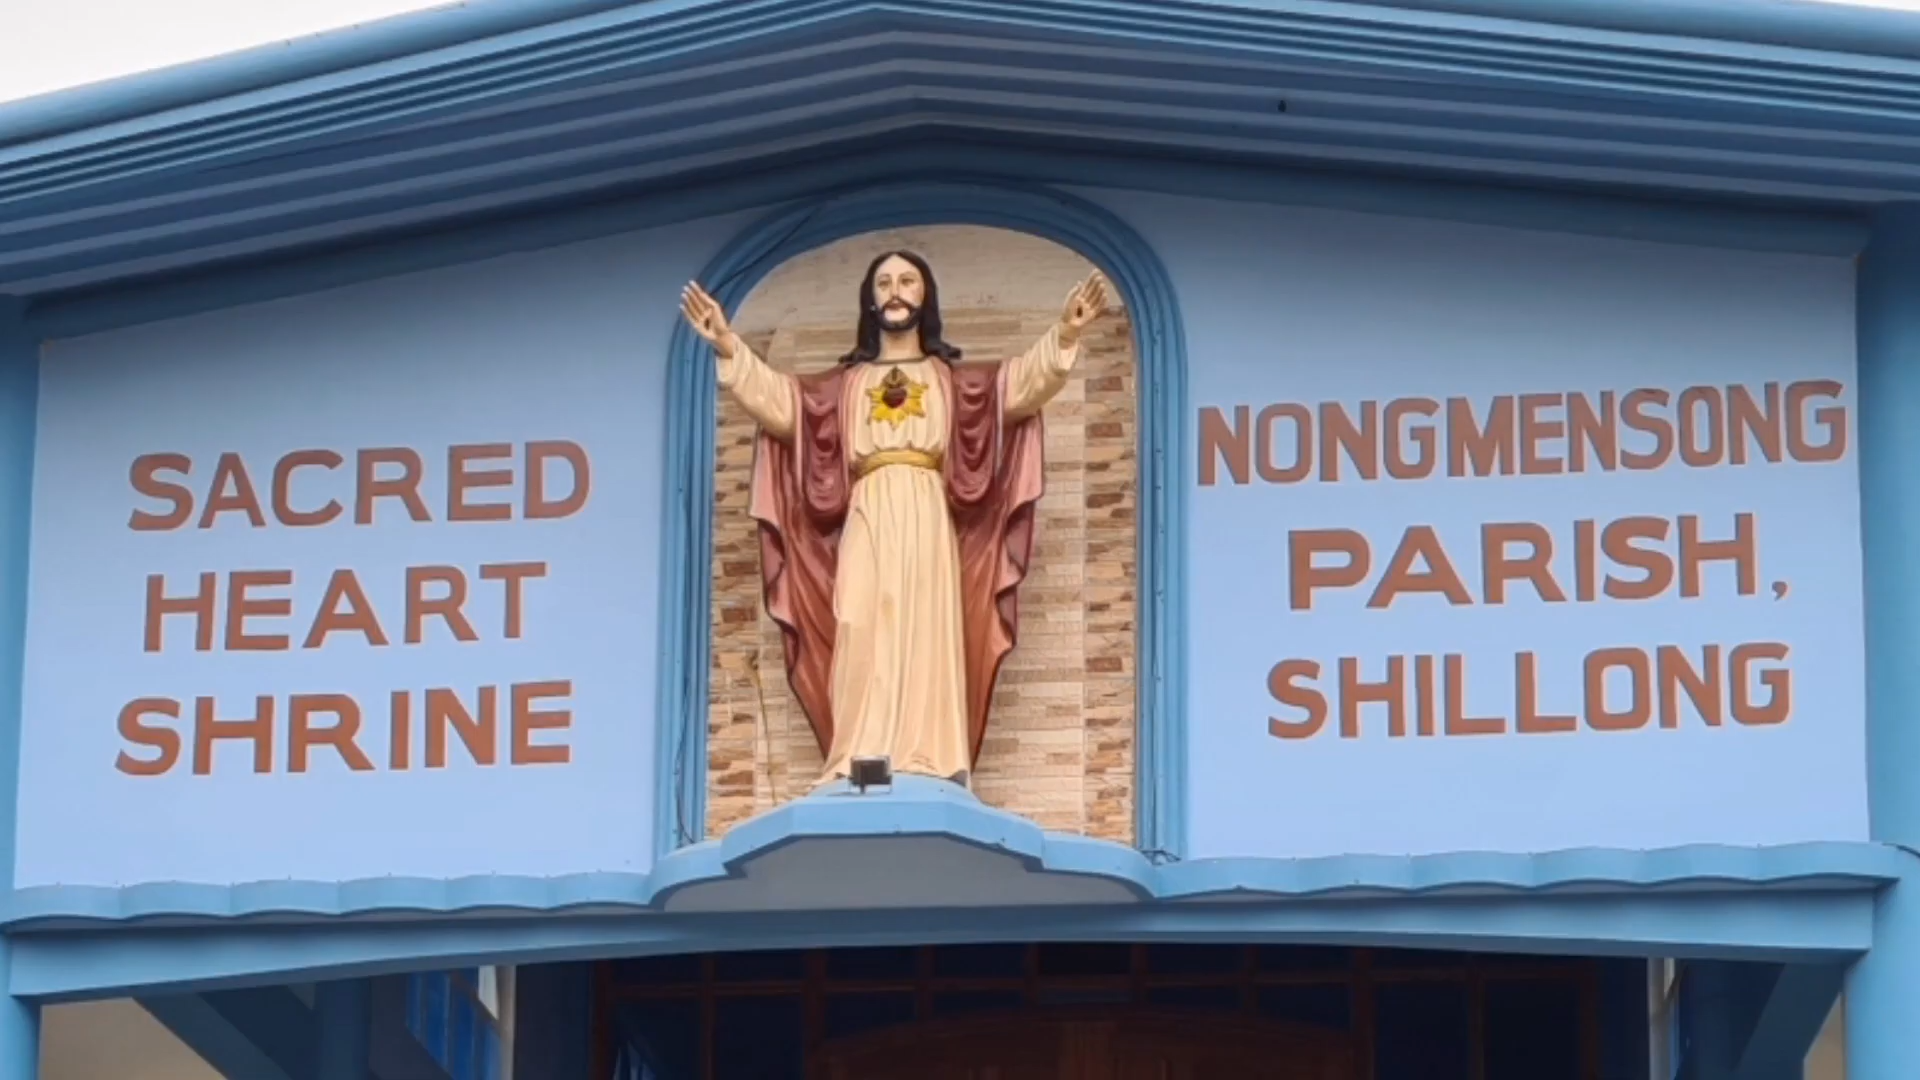 SACRED
HEART
SHRINE
NONGMENSONG
PARISH,
SHILLONG